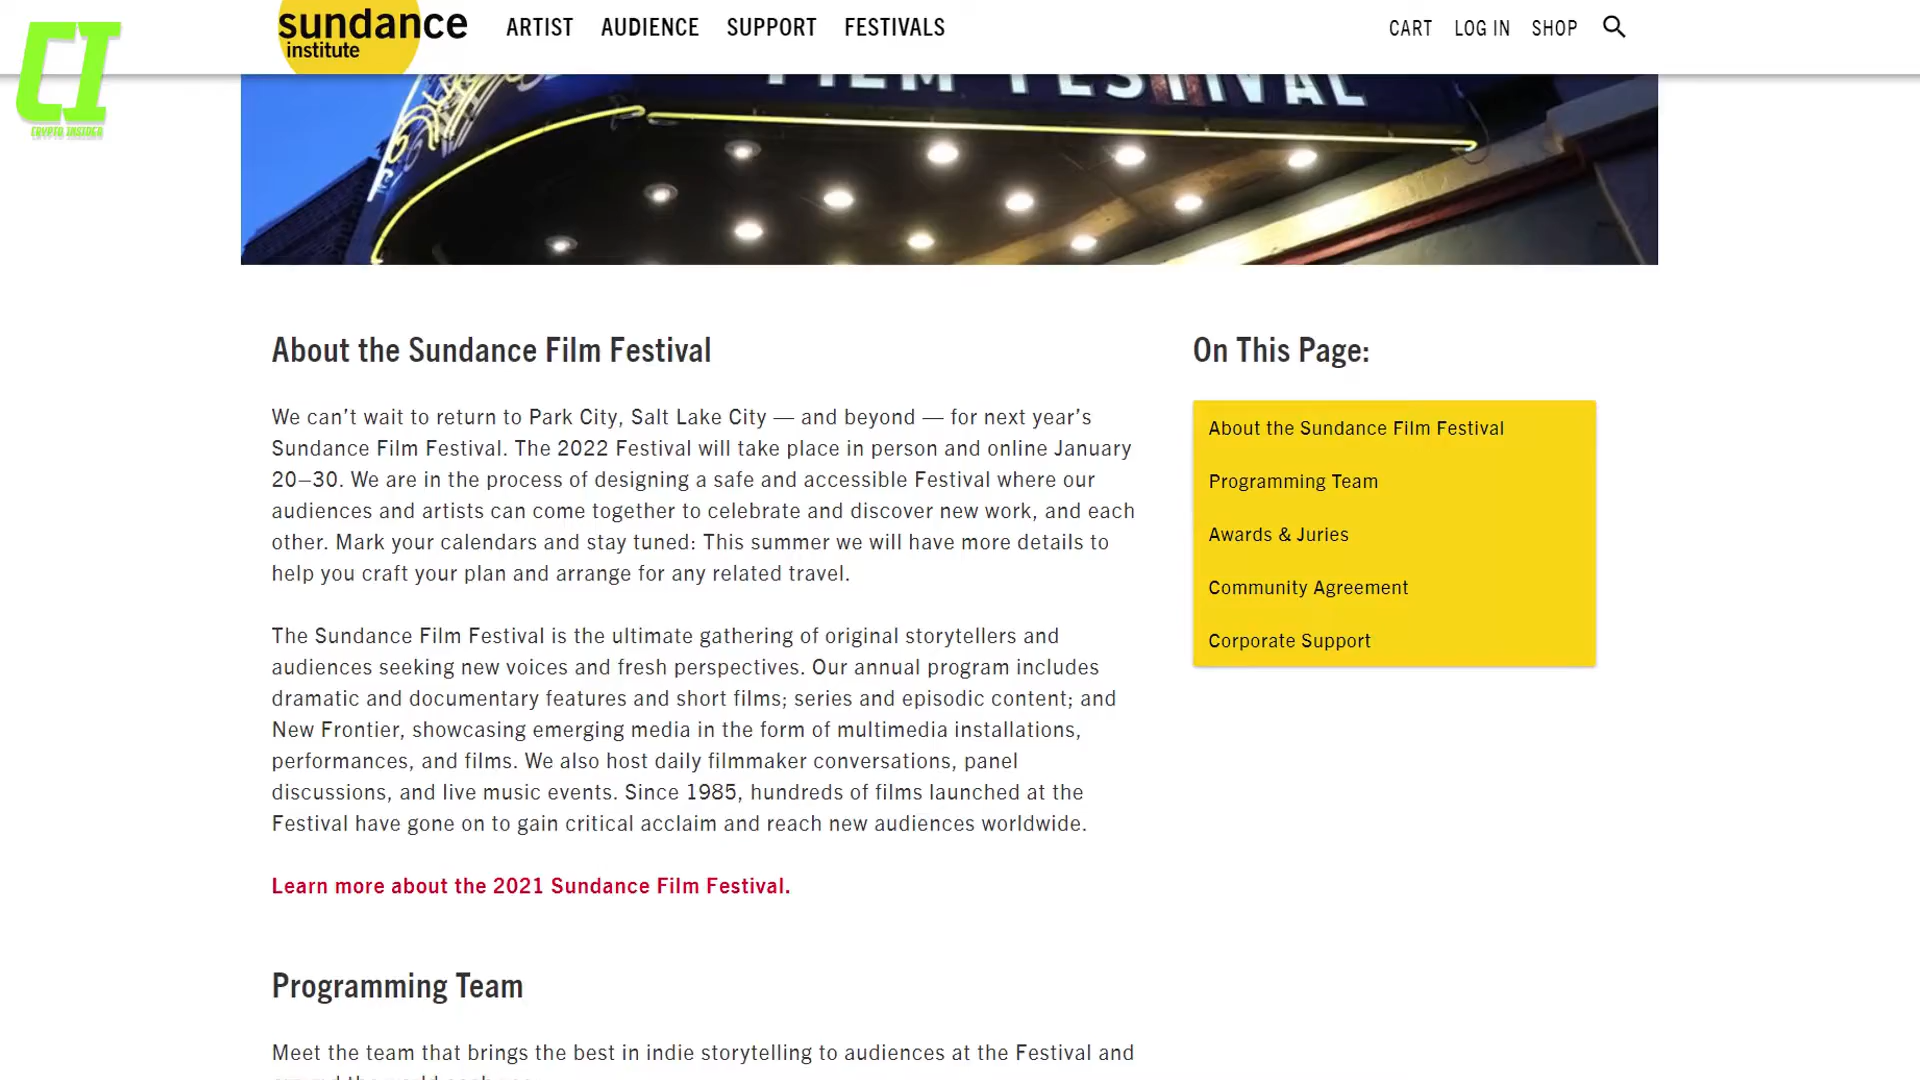 sundance
institute
ARTIST AUDIENCE SUPPORT FESTIVALS
CART LOG IN SHOP
CI
CRYPTO INSIDER
FILM FESTIVAL
About the Sundance Film Festival
We can’t wait to return to Park City, Salt Lake City — and beyond — for next year’s
Sundance Film Festival. The 2022 Festival will take place in person and online January
20–30. We are in the process of designing a safe and accessible Festival where our
audiences and artists can come together to celebrate and discover new work, and each
other. Mark your calendars and stay tuned: This summer we will have more details to
help you craft your plan and arrange for any related travel.
The Sundance Film Festival is the ultimate gathering of original storytellers and
audiences seeking new voices and fresh perspectives. Our annual program includes
dramatic and documentary features and short films; series and episodic content; and
New Frontier, showcasing emerging media in the form of multimedia installations,
performances, and films. We also host daily filmmaker conversations, panel
discussions, and live music events. Since 1985, hundreds of films launched at the
Festival have gone on to gain critical acclaim and reach new audiences worldwide.
Learn more about the 2021 Sundance Film Festival.
Programming Team
Meet the team that brings the best in indie storytelling to audiences at the Festival and
On This Page:
About the Sundance Film Festival
Programming Team
Awards & Juries
Community Agreement
Corporate Support